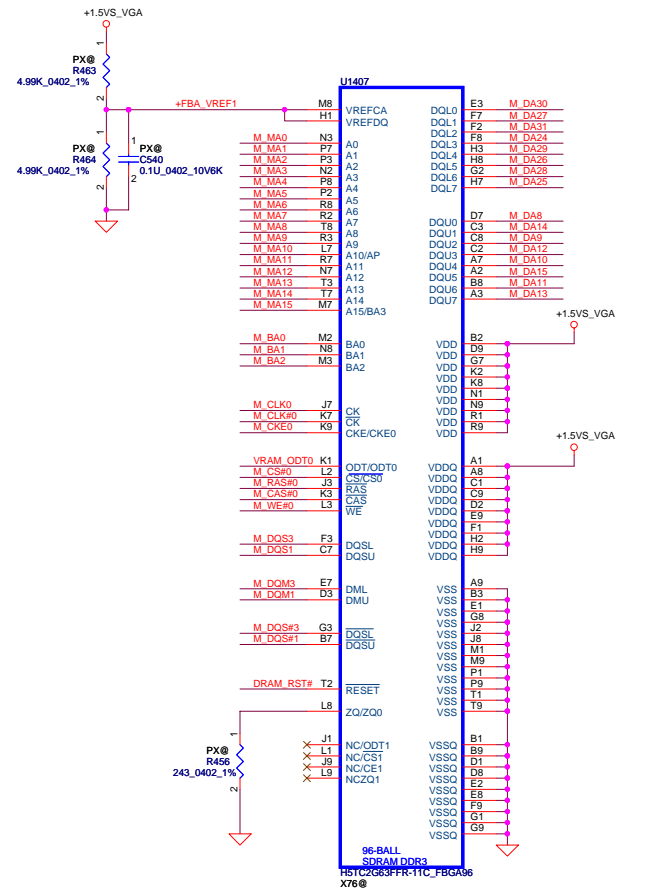 +1.5VS_VGA
1
PX@
R463
4.99K_0402_1%
2
+FBA_VREF1
1
PX@
R464
4.99K_0402_1%
2
1
PX@
C540
0.1U_0402_10V6K
2
U1407
M8 VREFCA
H1 VREFDQ
M_MA0 N3 A0
M_MA1 P7 A1
M_MA2 P3 A2
M_MA3 N2 A3
M_MA4 P8 A4
M_MA5 P2 A5
M_MA6 R8 A6
M_MA7 R2 A7
M_MA8 T8 A8
M_MA9 R3 A9
M_MA10 L7 A10/AP
M_MA11 R7 A11
M_MA12 N7 A12
M_MA13 T3 A13
M_MA14 T7 A14
M_MA15 M7 A15/BA3
M_BA0 M2 BA0
M_BA1 N8 BA1
M_BA2 M3 BA2
M_CLK0 J7 CK
M_CLK#0 K7 CK
M_CKE0 K9 CKE/CKE0
VRAM_ODT0 K1 ODT/ODT0
M_CS#0 L2 CS/CS0
M_RAS#0 J3 RAS
M_CAS#0 K3 CAS
M_WE#0 L3 WE
M_DQS3 F3 DQSL
M_DQS1 C7 DQSU
M_DQM3 E7 DML
M_DQM1 D3 DMU
M_DQS#3 G3 DQSL
M_DQS#1 B7 DQSU
DRAM_RST# T2 RESET
L8 ZQ/ZQ0
1
PX@
R456
243_0402_1%
2
J1 NC/ODT1
L1 NC/CS1
J9 NC/CE1
L9 NCZQ1
DQL0 E3 M_DA30
DQL1 F7 M_DA27
DQL2 F2 M_DA31
DQL3 F8 M_DA24
DQL4 H3 M_DA29
DQL5 H8 M_DA26
DQL6 G2 M_DA28
DQL7 H7 M_DA25
DQU0 D7 M_DA8
DQU1 C3 M_DA14
DQU2 C8 M_DA9
DQU3 C2 M_DA12
DQU4 A7 M_DA10
DQU5 A2 M_DA15
DQU6 B8 M_DA11
DQU7 A3 M_DA13
+1.5VS_VGA
VDD B2
VDD D9
VDD G7
VDD K2
VDD K8
VDD N1
VDD N9
VDD R1
VDD R9
+1.5VS_VGA
VDDQ A1
VDDQ A8
VDDQ C1
VDDQ C9
VDDQ D2
VDDQ E9
VDDQ F1
VDDQ H2
VDDQ H9
VSS A9
VSS B3
VSS E1
VSS G8
VSS J2
VSS J8
VSS M1
VSS M9
VSS P1
VSS P9
VSS T1
VSS T9
VSSQ B1
VSSQ B9
VSSQ D1
VSSQ D8
VSSQ E2
VSSQ E8
VSSQ F9
VSSQ G1
VSSQ G9
96-BALL
SDRAM DDR3
H5TC2G63FFR-11C_FBGA96
X76@